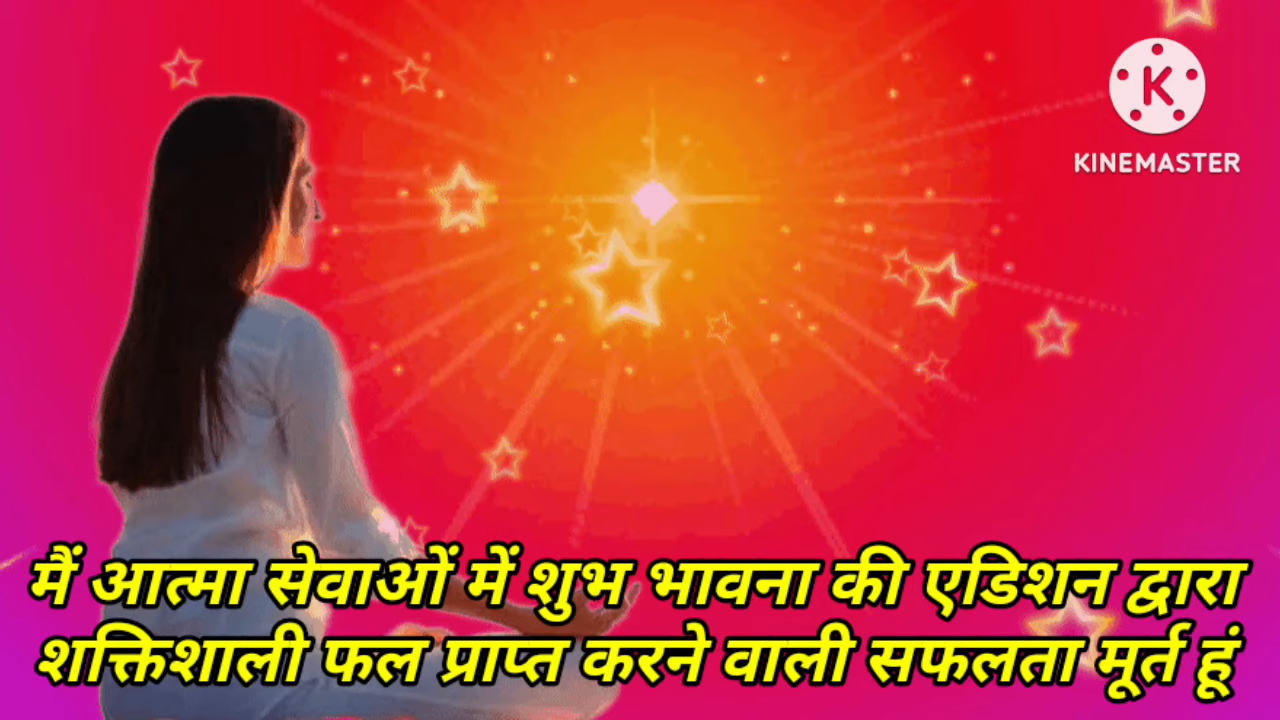 KINEMASTER
मैं आत्मा सेवाओं में शुभ भावना की एडिशन द्वारा
शक्तिशाली फल प्राप्त करने वाली सफलता मूर्त हूं